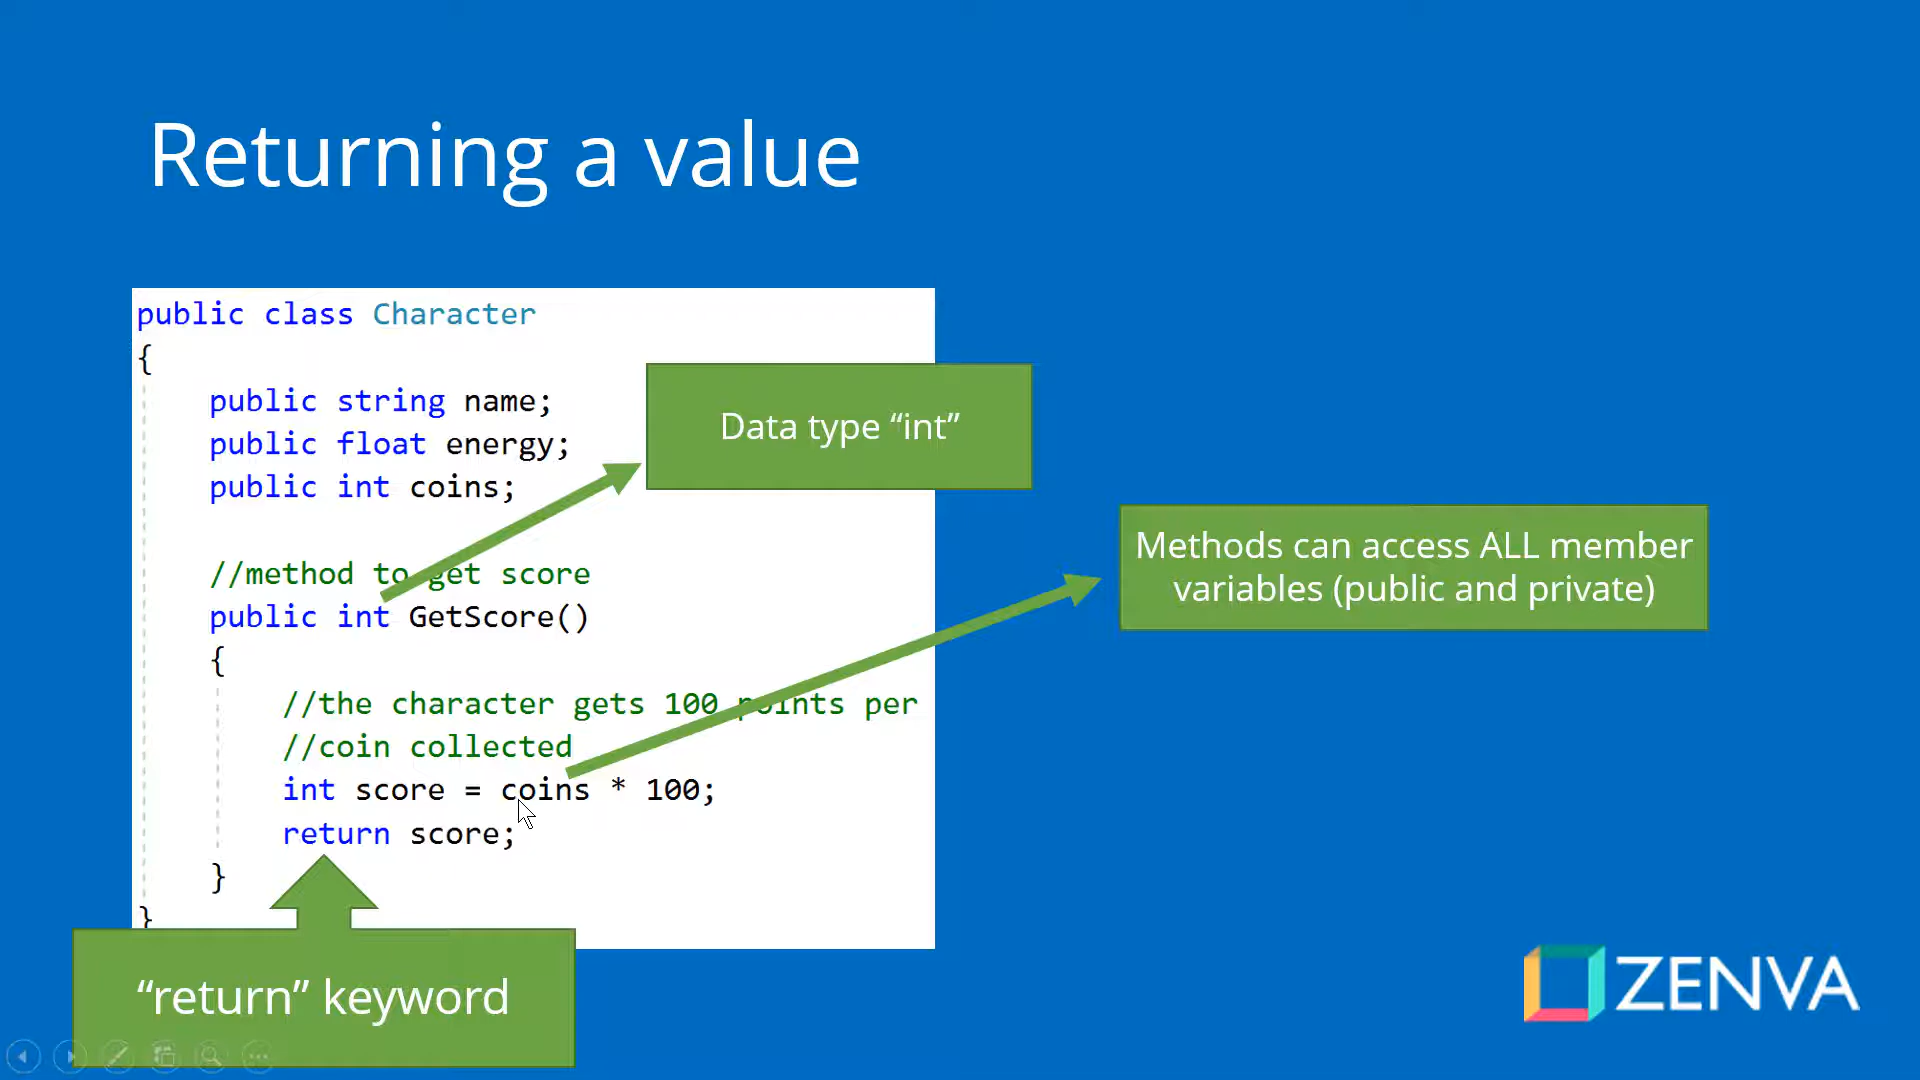 Returning a value
public class Character
{
public string name;
public float energy;
public int coins;
//method to get score
public int GetScore()
{
//the character gets 100 points per
//coin collected
int score = coins * 100;
return score;
}
}
Data type “int”
Methods can access ALL member
variables (public and private)
“return” keyword
ZENVA